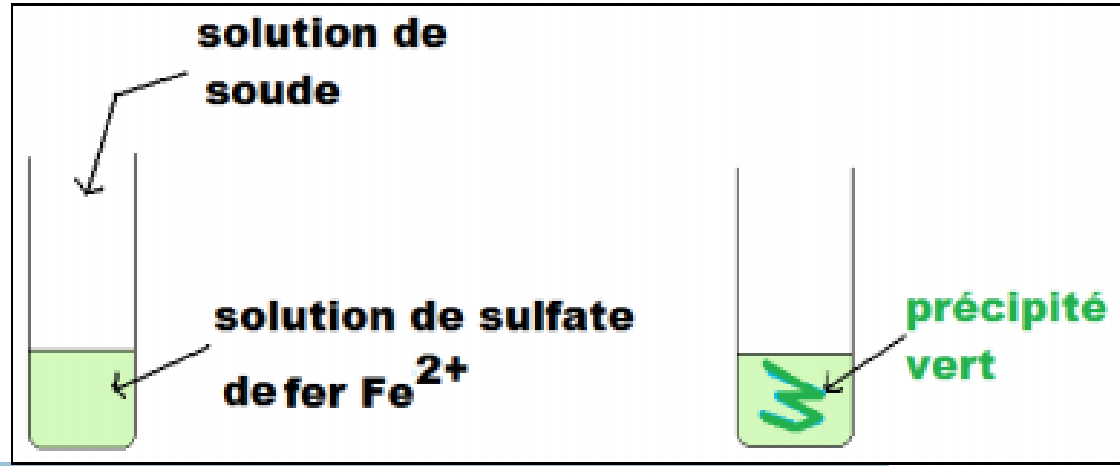 solution de
soude
solution de sulfate
de fer Fe2+
précipité
vert